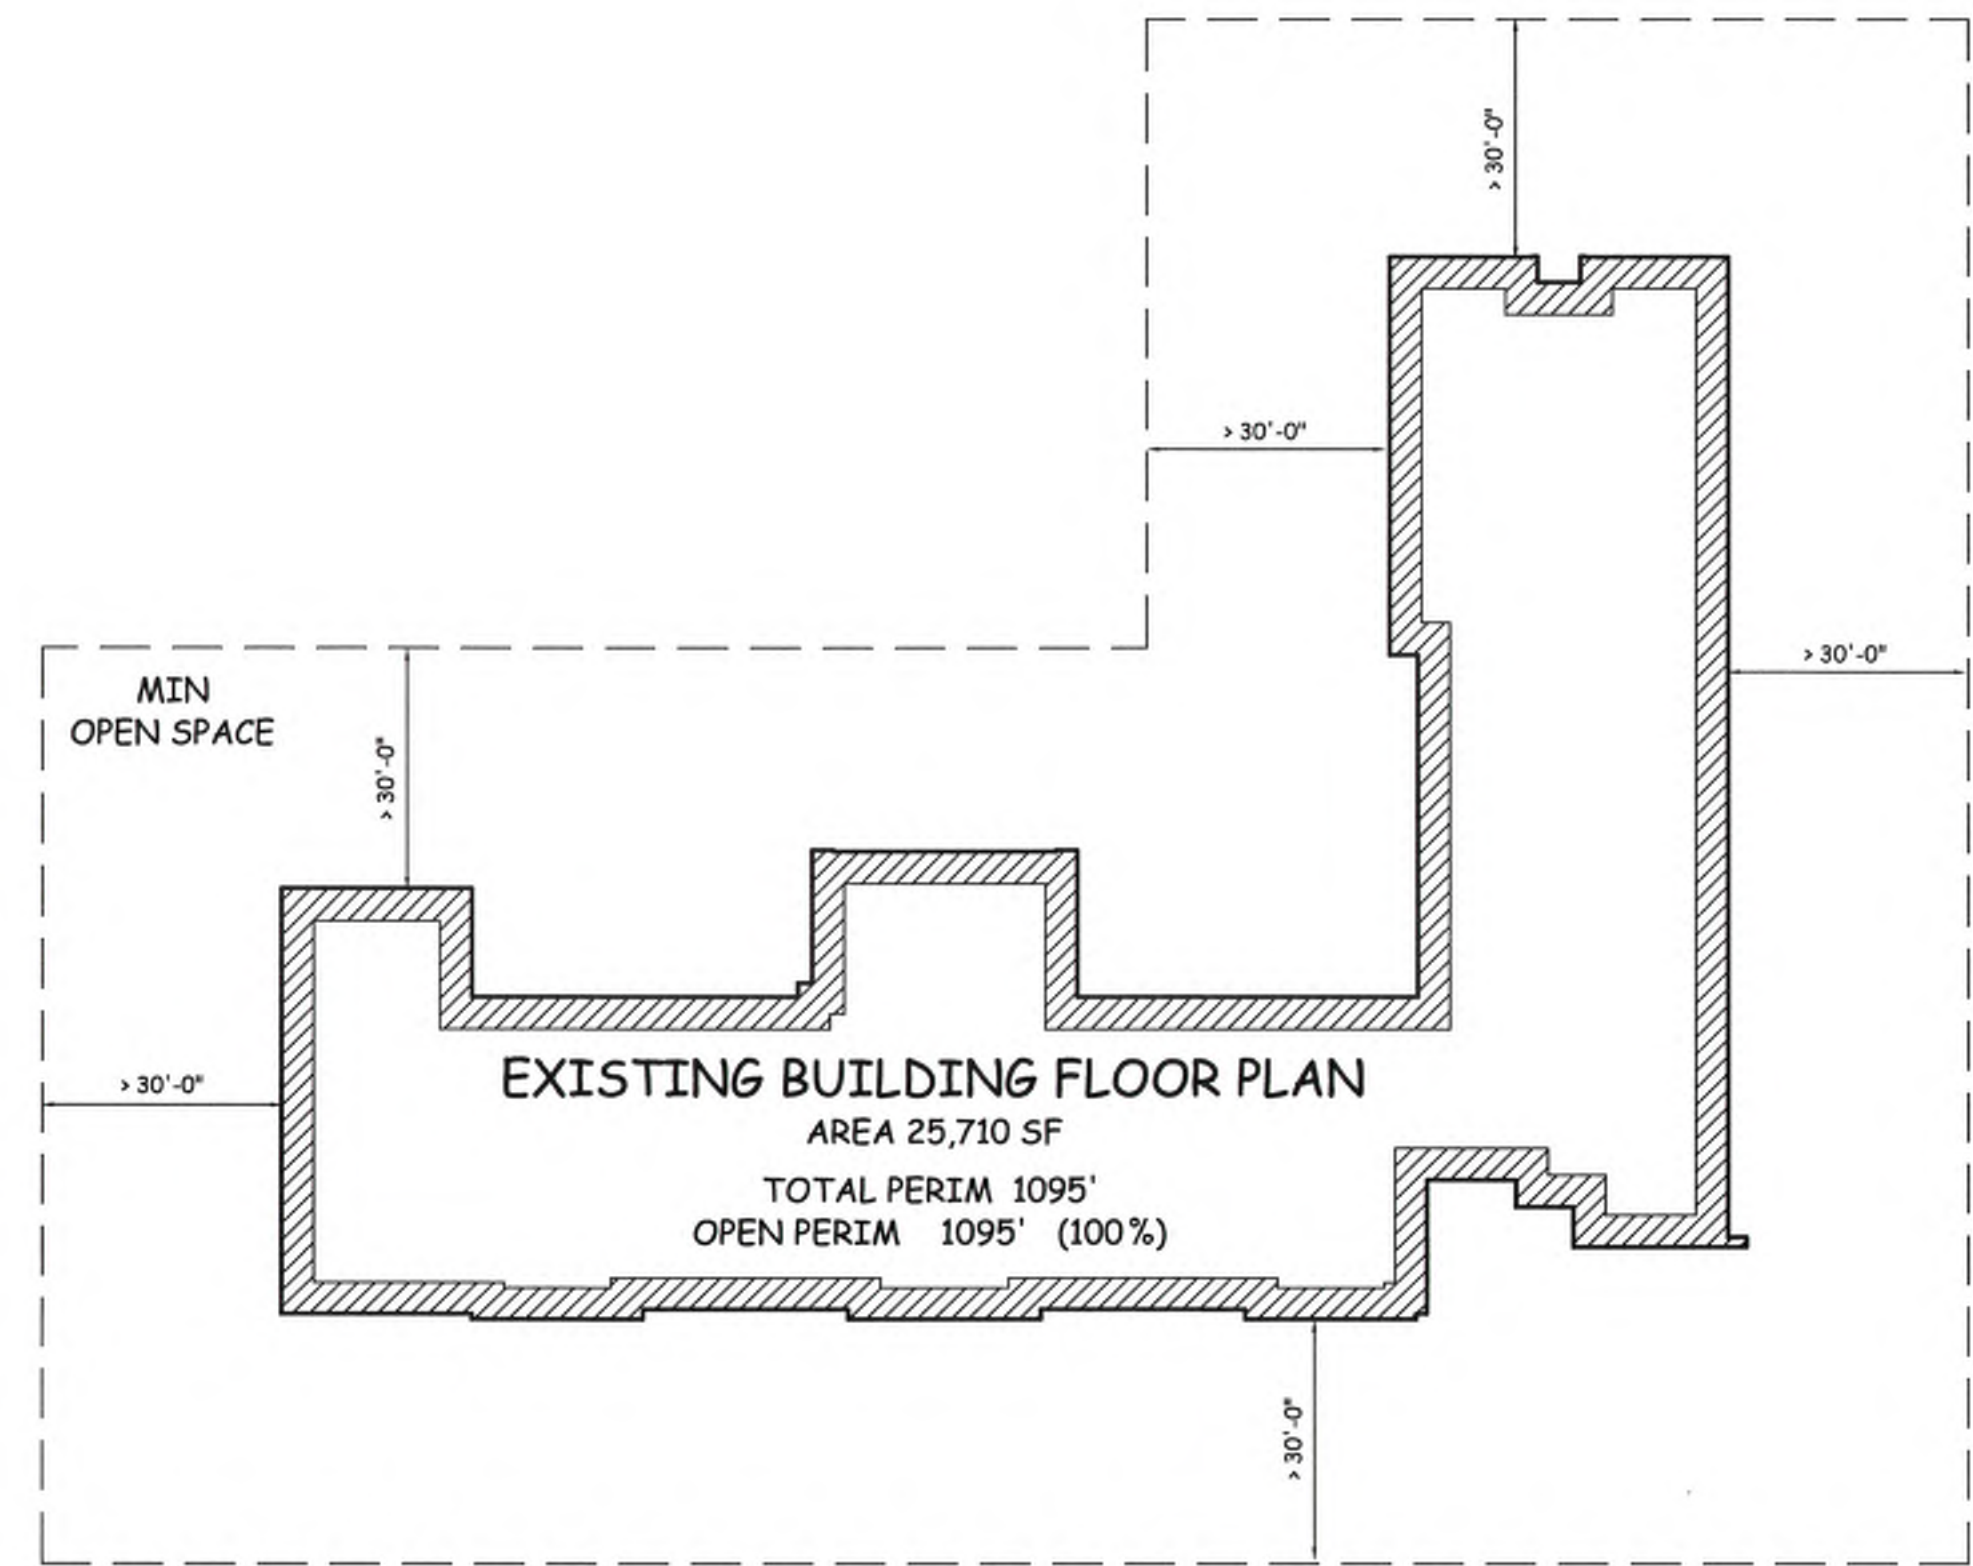 > 30'-0"
> 30'-0"
> 30'-0"
MIN
OPEN SPACE
> 30'-0"
> 30'-0"
EXISTING BUILDING FLOOR PLAN
AREA 25,710 SF
TOTAL PERIM 1095'
OPEN PERIM 1095' (100%)
> 30'-0"